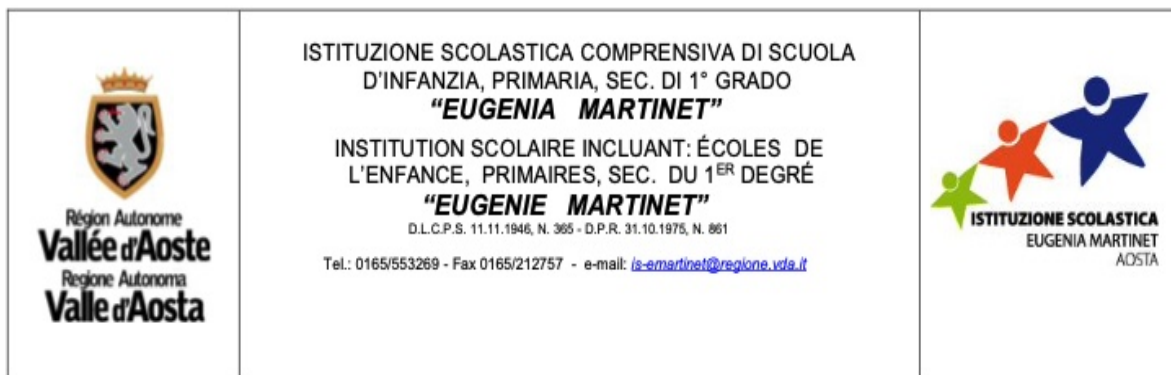 Région Autonome
Vallée d'Aoste
Regione Autonoma
Valle d'Aosta
ISTITUZIONE SCOLASTICA COMPRENSIVA DI SCUOLA
D'INFANZIA, PRIMARIA, SEC. DI 1° GRADO
"EUGENIA MARTINET"
INSTITUTION SCOLAIRE INCLUANT: ÉCOLES DE
L'ENFANCE, PRIMAIRES, SEC. DU 1ER DEGRÉ
"EUGENIE MARTINET"
D.L.C.P.S. 11.11.1946, N. 365 - D.P.R. 31.10.1975, N. 861
Tel.: 0165/553269 - Fax 0165/212757 - e-mail: is-emartinet@regione.vda.it
ISTITUZIONE SCOLASTICA
EUGENIA MARTINET
AOSTA